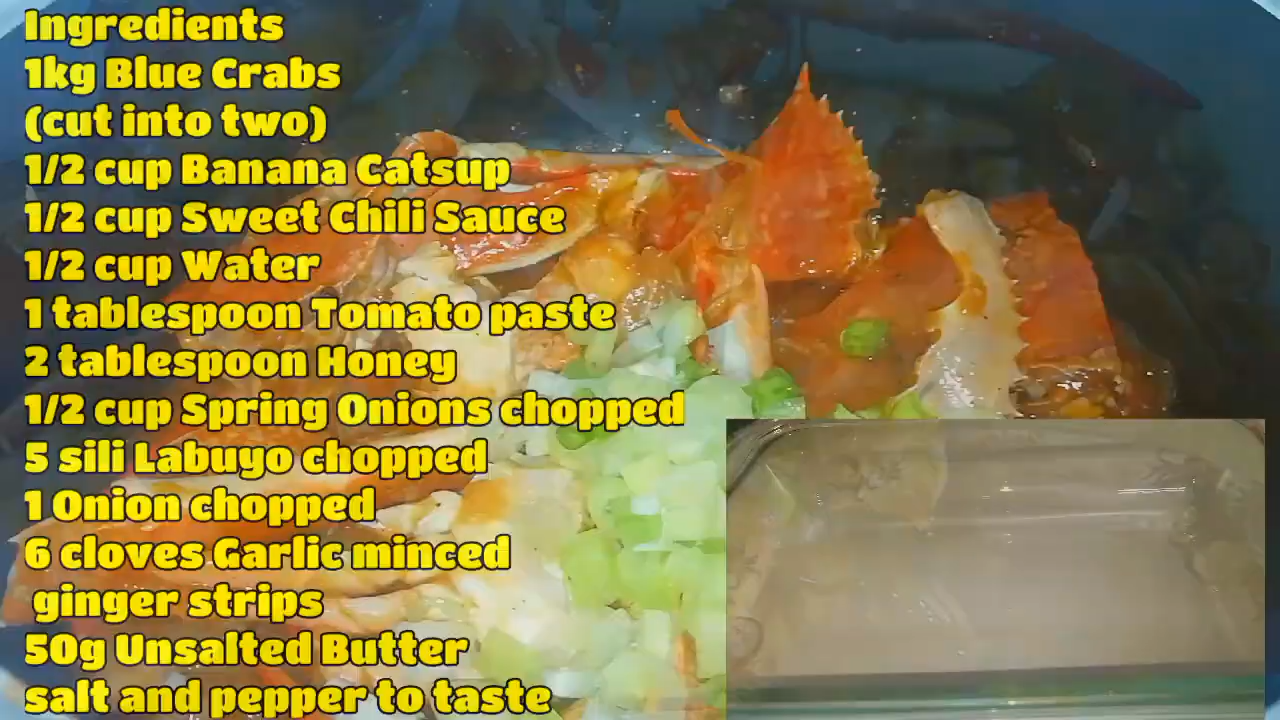 Ingredients
1kg Blue Crabs
(cut into two)
1/2 cup Banana Catsup
1/2 cup Sweet Chili Sauce
1/2 cup Water
1 tablespoon Tomato paste
2 tablespoon Honey
1/2 cup Spring Onions chopped
5 sili Labuyo chopped
1 Onion chopped
6 cloves Garlic minced
ginger strips
50g Unsalted Butter
salt and pepper to taste